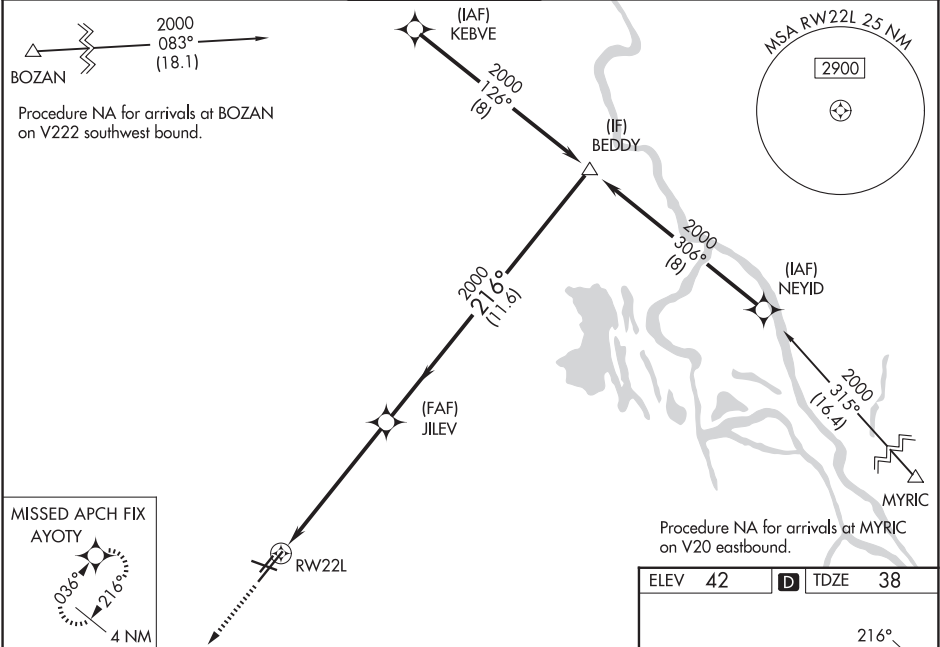 2000
083°
(18.1)
BOZAN
Procedure NA for arrivals at BOZAN
on V222 southwest bound.
(IAF)
KEBVE
2000
126°
(8)
(IF)
BEDDY
MSA RW22L 25 NM
2900
2000
306°
(8)
(IAF)
NEYID
2000
216°
(11.6)
2000
315°
(16.4)
MYRIC
Procedure NA for arrivals at MYRIC
on V20 eastbound.
(FAF)
JILEV
RW22L
MISSED APCH FIX
AYOTY
036°
216°
4 NM
ELEV 42
D
TDZE 38
216°